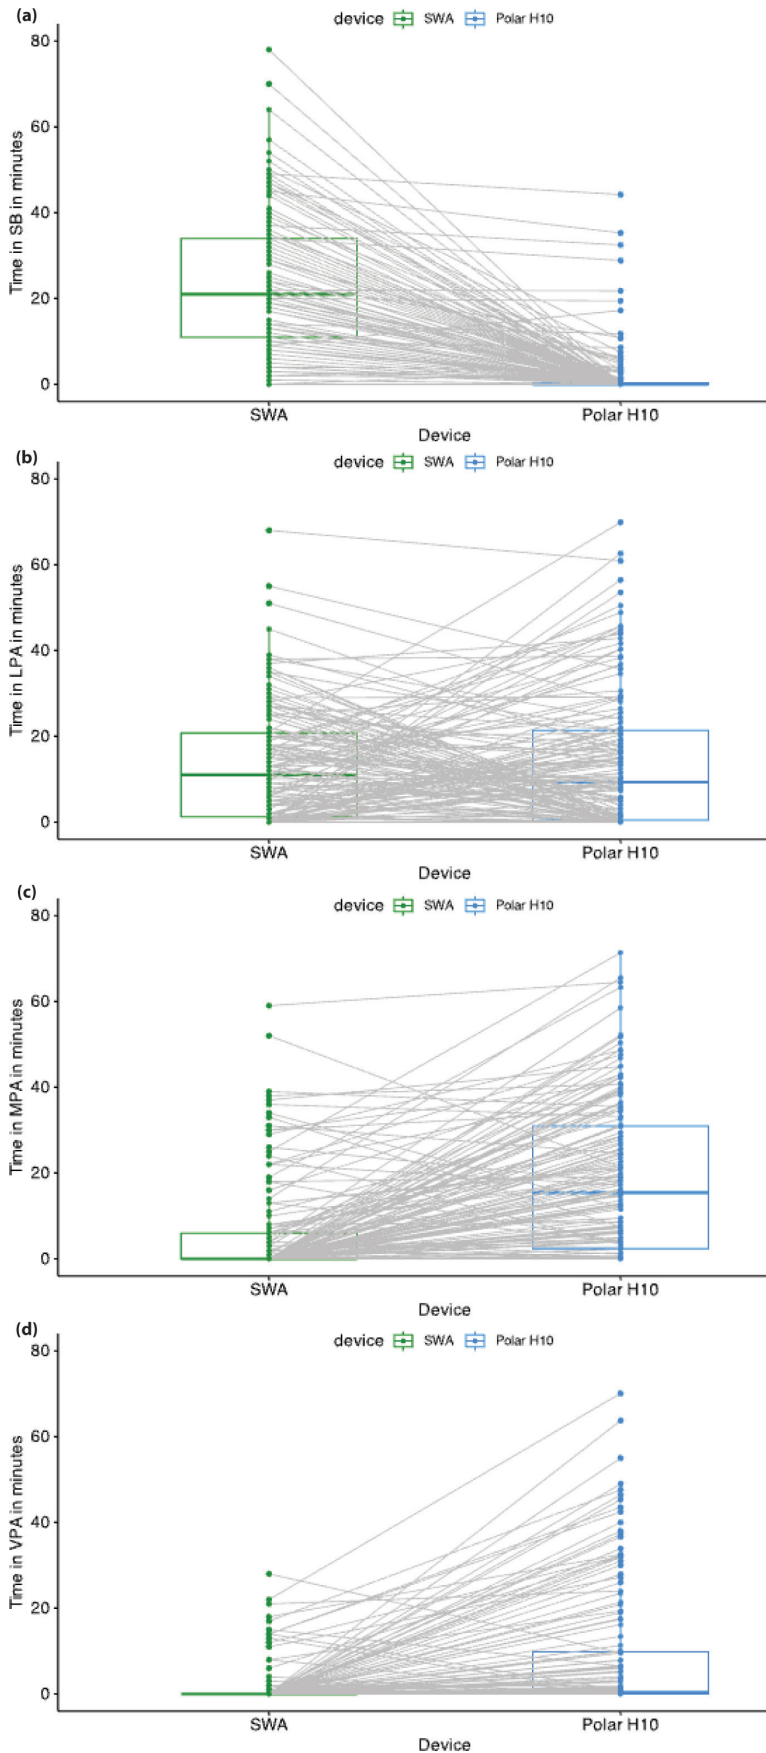 (a)
device SWA Polar H10
80
60
40
20
0
Time in SB in minutes
SWA Polar H10
Device
(b)
device SWA Polar H10
80
60
40
20
0
Time in LPA in minutes
SWA Polar H10
Device
(c)
device SWA Polar H10
80
60
40
20
0
Time in MPA in minutes
SWA Polar H10
Device
(d)
device SWA Polar H10
80
60
40
20
0
Time in VPA in minutes
SWA Polar H10
Device